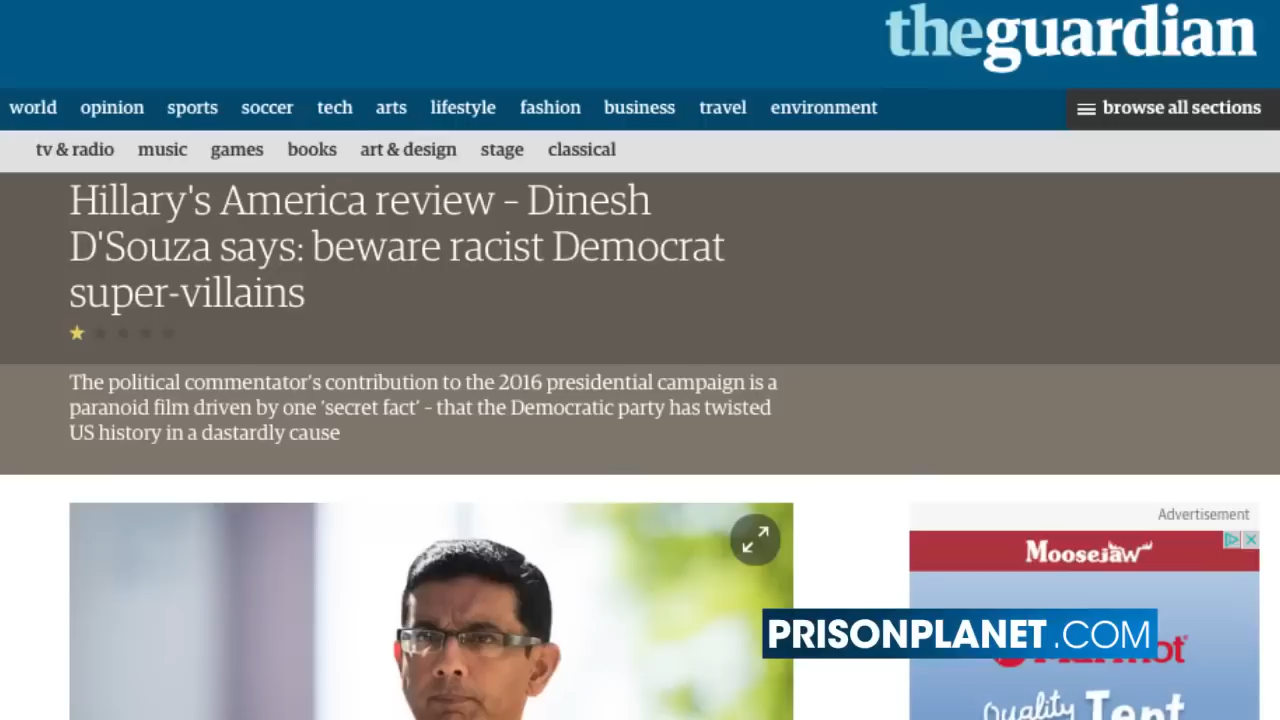 theguardian
world opinion sports soccer tech arts lifestyle fashion business travel environment browse all sections
tv & radio music games books art & design stage classical
Hillary's America review – Dinesh
D'Souza says: beware racist Democrat
super-villains
The political commentator's contribution to the 2016 presidential campaign is a
paranoid film driven by one 'secret fact' – that the Democratic party has twisted
US history in a dastardly cause
Advertisement
Moosejaw
PRISONPLANET.COM
Quality Tent